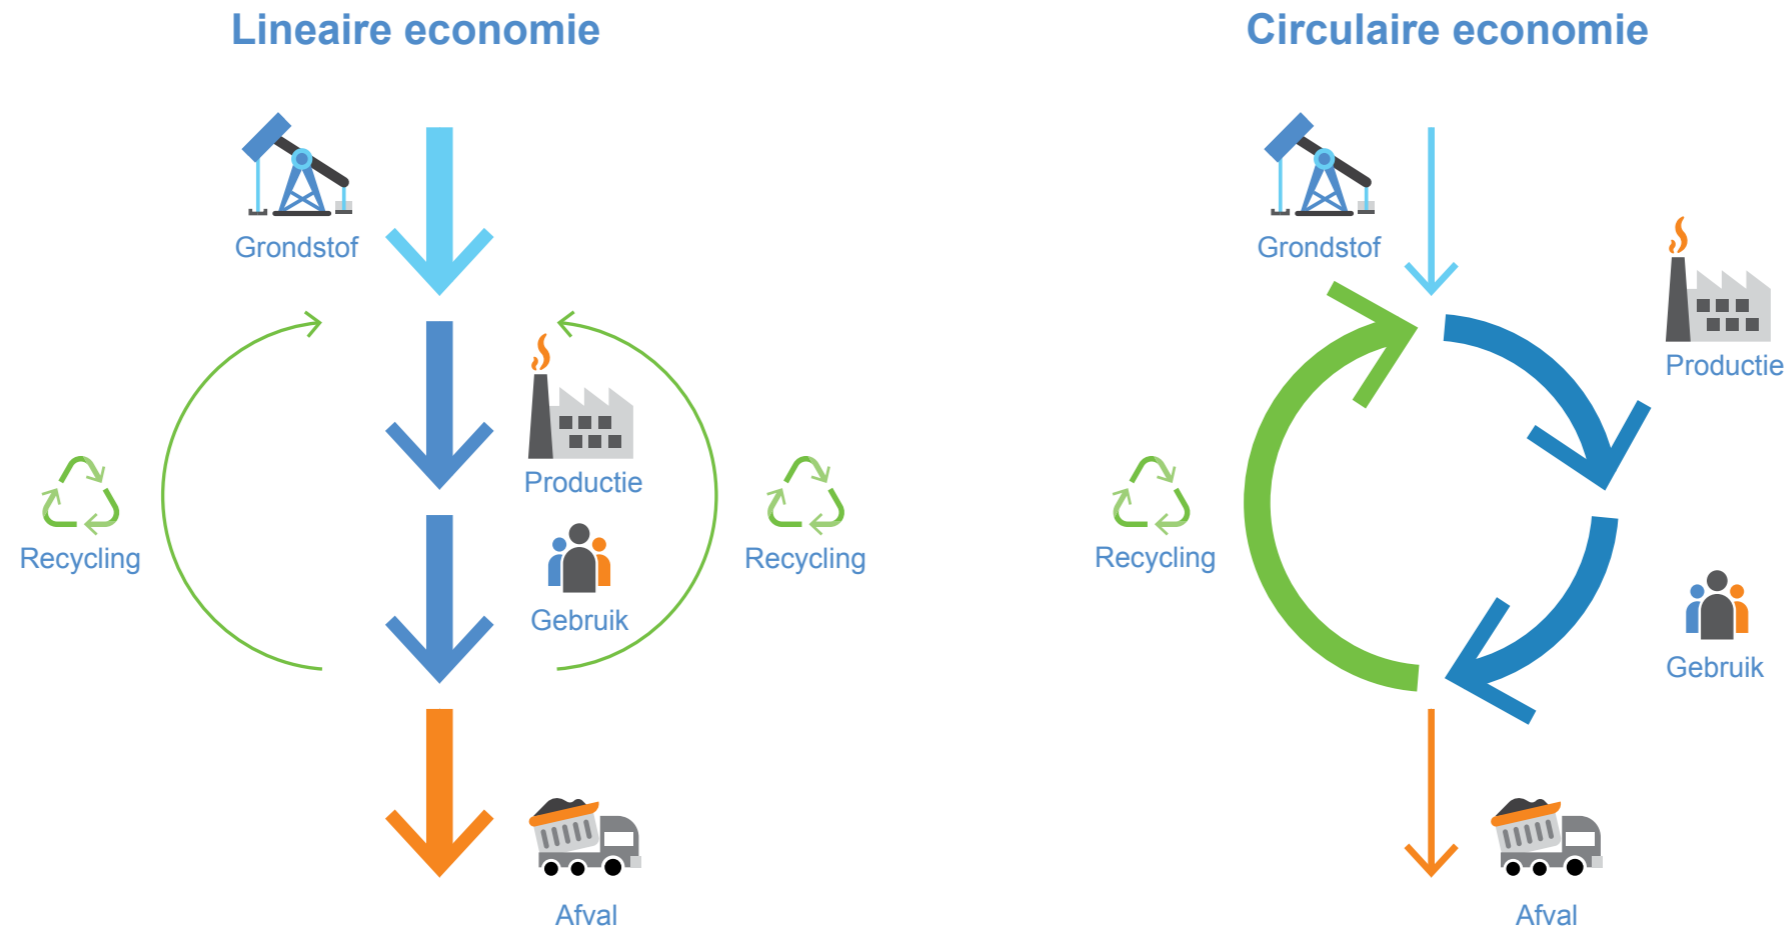 Lineaire economie
Grondstof
Productie
Recycling
Recycling
Gebruik
Afval
Circulaire economie
Grondstof
Productie
Recycling
Gebruik
Afval